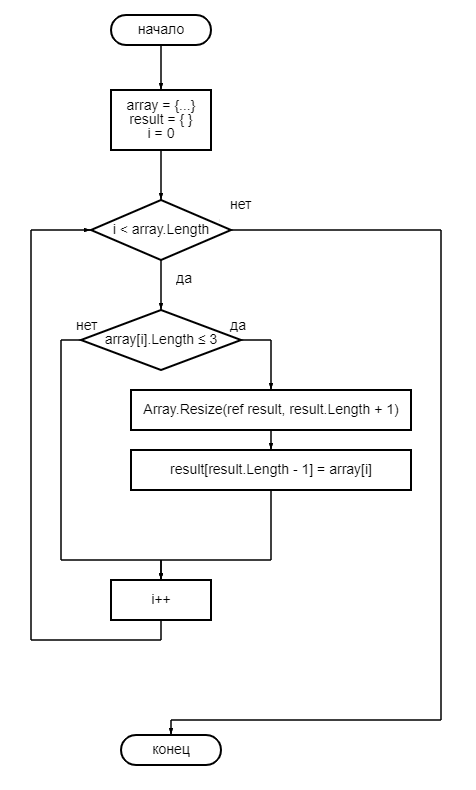 начало
array = {...}
result = { }
i = 0
нет
i < array.Length
да
нет
да
array[i].Length ≤ 3
Array.Resize(ref result, result.Length + 1)
result[result.Length - 1] = array[i]
i++
конец